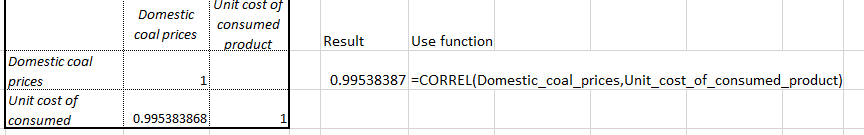 Domestic
coal prices
Unit cost of
consumed
product
Result
Use function
Domestic coal
prices
1
0.99538387
=CORREL(Domestic_coal_prices,Unit_cost_of_consumed_product)
Unit cost of
consumed
0.995383868
1